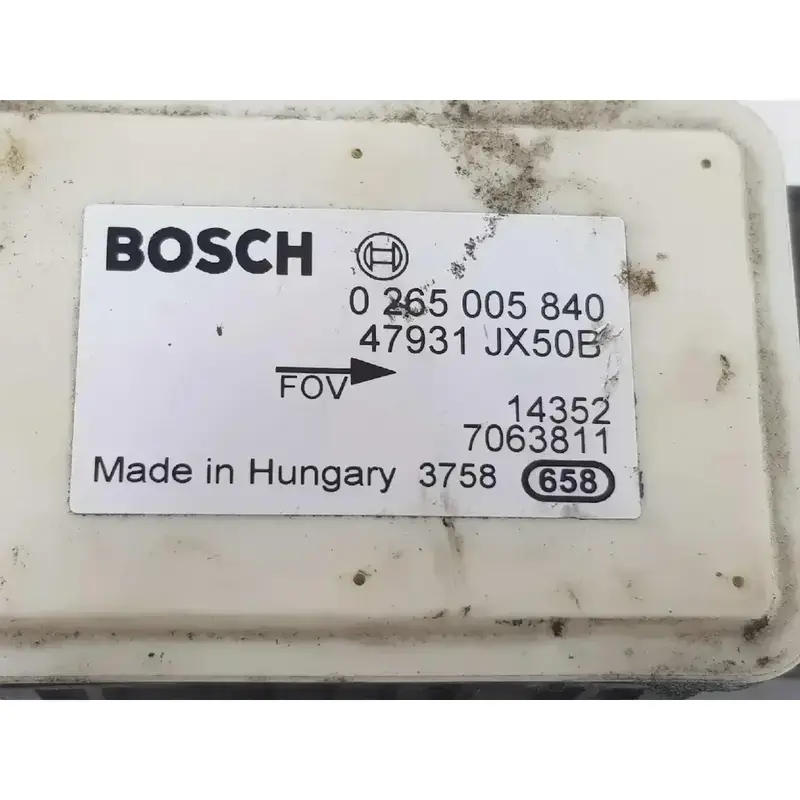 BOSCH
0 265 005 840
47931 JX50B
FOV
14352
7063811
Made in Hungary 3758 658